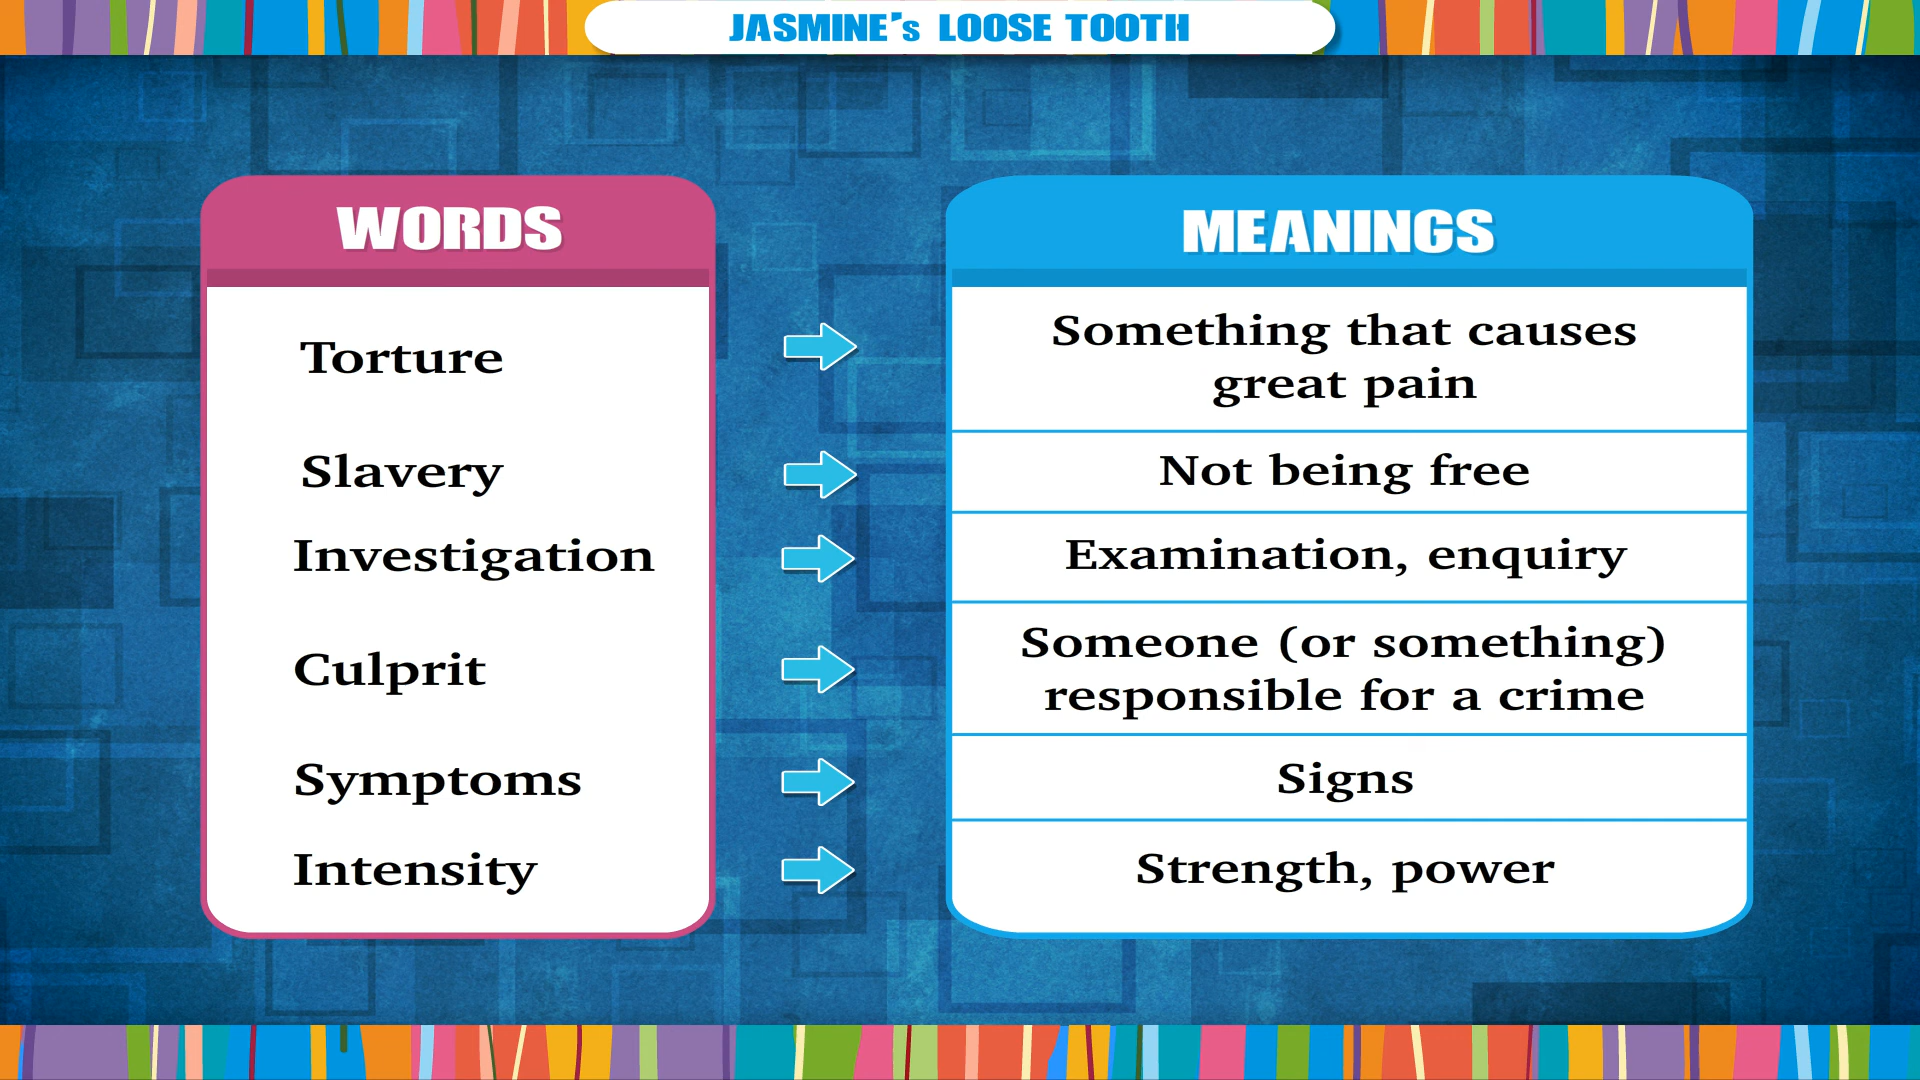 JASMINE's LOOSE TOOTH
WORDS
MEANINGS
Torture
Something that causes
great pain
Slavery
Not being free
Investigation
Examination, enquiry
Culprit
Someone (or something)
responsible for a crime
Symptoms
Signs
Intensity
Strength, power